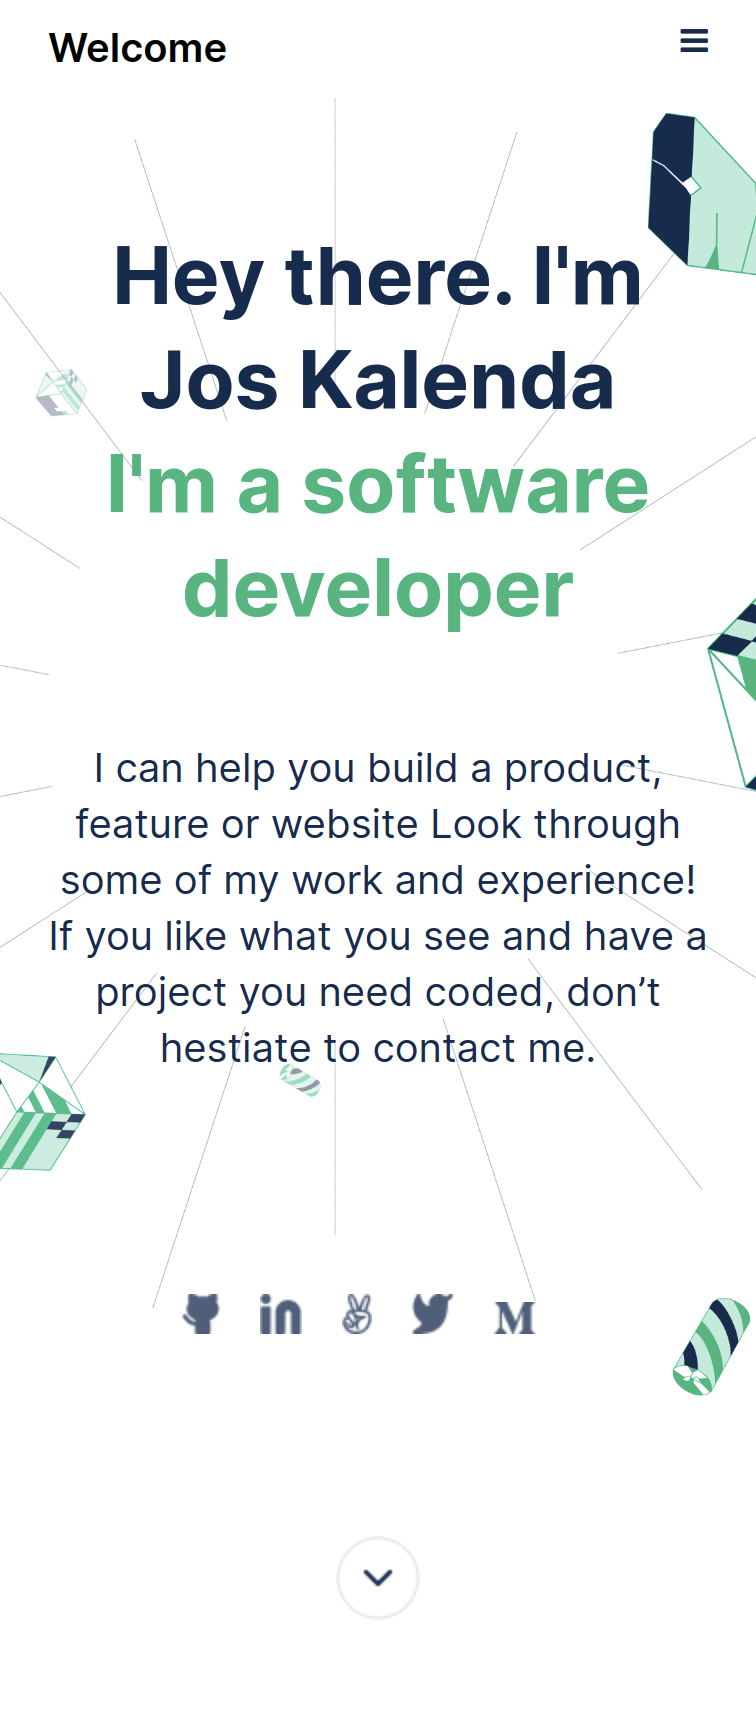 Welcome
Hey there. I'm
Jos Kalenda
I'm a software
developer
I can help you build a product,
feature or website Look through
some of my work and experience!
If you like what you see and have a
project you need coded, don’t
hestiate to contact me.